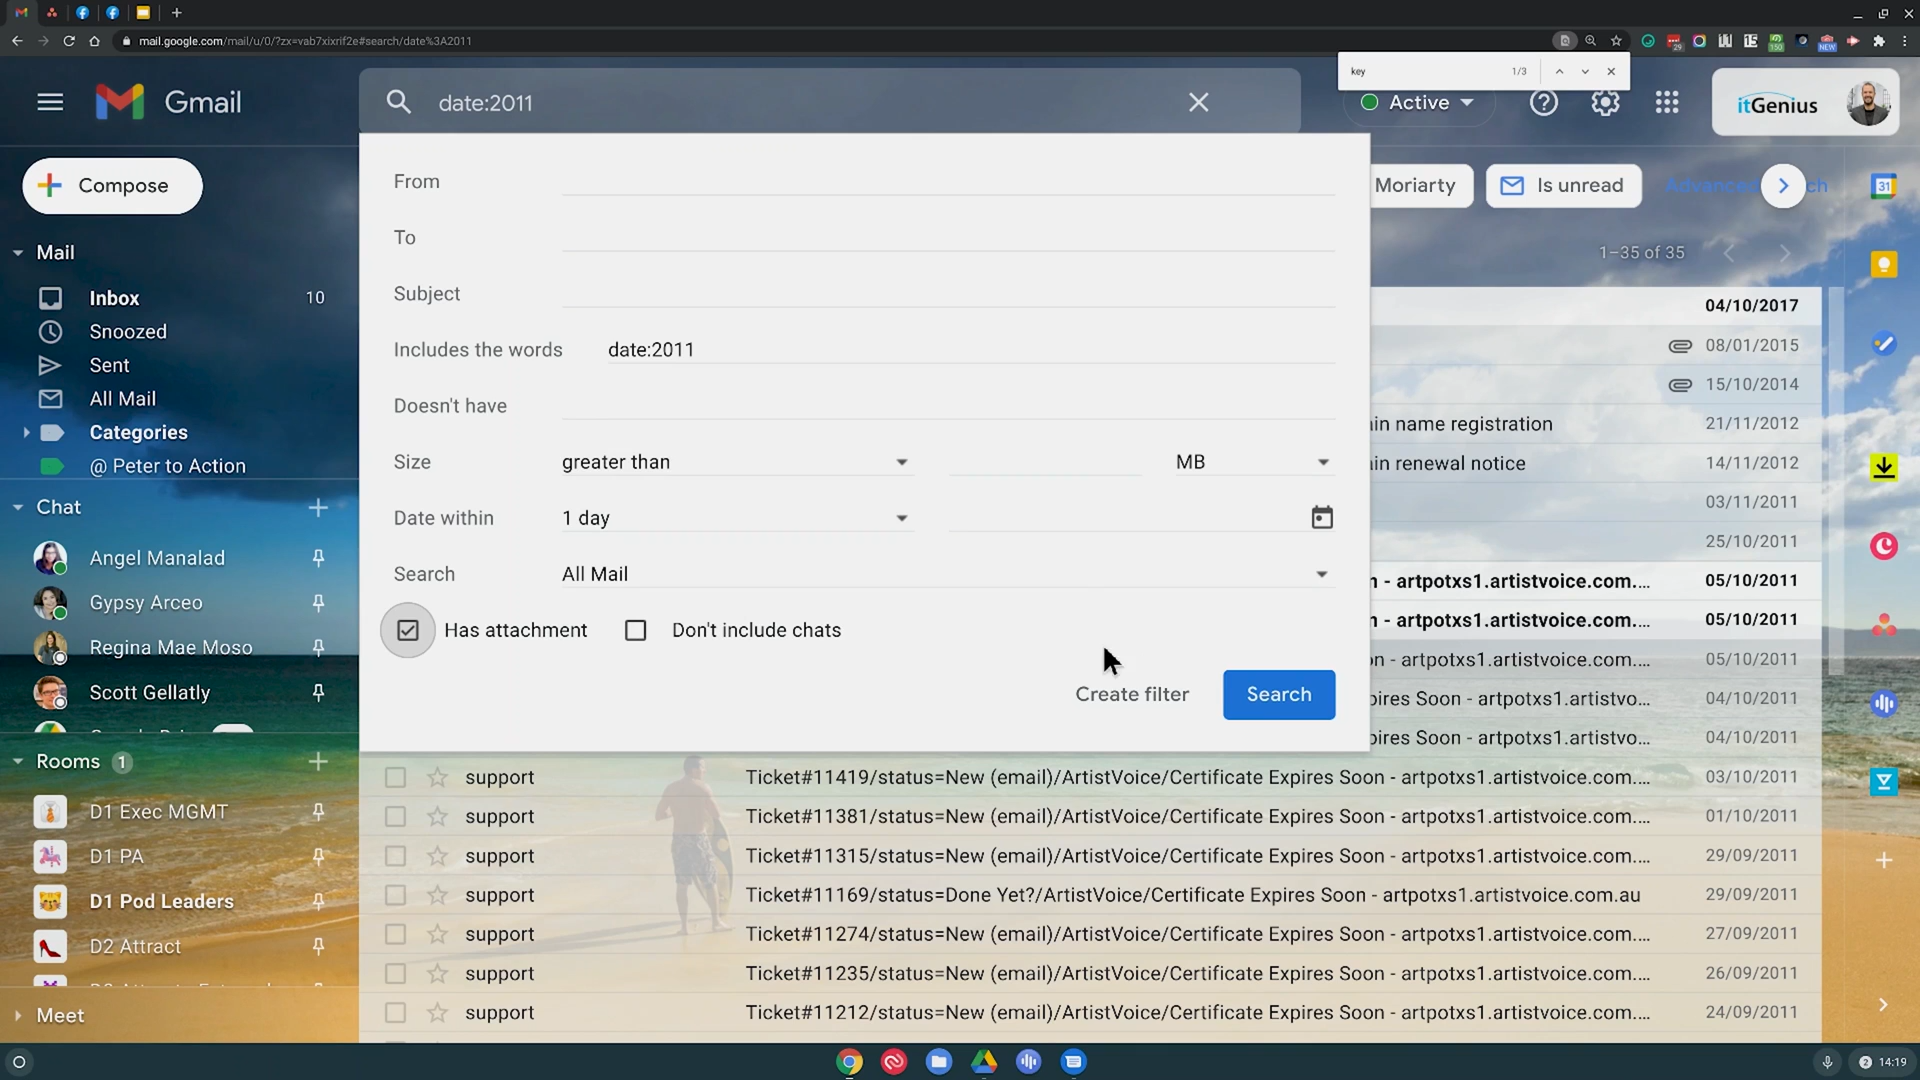 mail.google.com/mail/u/0/?zx=vab7xixrif2e#search/date%3A2011
29
15
150
NEW
key
1/3
Gmail
date:2011
Active
itGenius
Compose
From
Moriarty
Is unread
Advanced
ch
31
To
1–35 of 35
Mail
Inbox
10
Subject
04/10/2017
Snoozed
Includes the words
date:2011
08/01/2015
Sent
15/10/2014
All Mail
Doesn't have
in name registration
21/11/2012
Categories
@ Peter to Action
Size
greater than
MB
in renewal notice
14/11/2012
Chat
03/11/2011
Date within
1 day
25/10/2011
Angel Manalad
Search
All Mail
n - artpotxs1.artistvoice.com....
05/10/2011
Gypsy Arceo
Has attachment
Don't include chats
n - artpotxs1.artistvoice.com....
05/10/2011
Regina Mae Moso
on - artpotxs1.artistvoice.com....
05/10/2011
Scott Gellatly
Create filter
Search
pires Soon - artpotxs1.artistvo...
04/10/2011
pires Soon - artpotxs1.artistvo...
04/10/2011
Rooms
1
support
Ticket#11419/status=New (email)/ArtistVoice/Certificate Expires Soon - artpotxs1.artistvoice.com....
03/10/2011
D1 Exec MGMT
support
Ticket#11381/status=New (email)/ArtistVoice/Certificate Expires Soon - artpotxs1.artistvoice.com....
01/10/2011
D1 PA
support
Ticket#11315/status=New (email)/ArtistVoice/Certificate Expires Soon - artpotxs1.artistvoice.com....
29/09/2011
D1 Pod Leaders
support
Ticket#11169/status=Done Yet?/ArtistVoice/Certificate Expires Soon - artpotxs1.artistvoice.com.au
29/09/2011
D2 Attract
support
Ticket#11274/status=New (email)/ArtistVoice/Certificate Expires Soon - artpotxs1.artistvoice.com....
27/09/2011
support
Ticket#11235/status=New (email)/ArtistVoice/Certificate Expires Soon - artpotxs1.artistvoice.com....
26/09/2011
Meet
support
Ticket#11212/status=New (email)/ArtistVoice/Certificate Expires Soon - artpotxs1.artistvoice.com....
24/09/2011
2
14:19